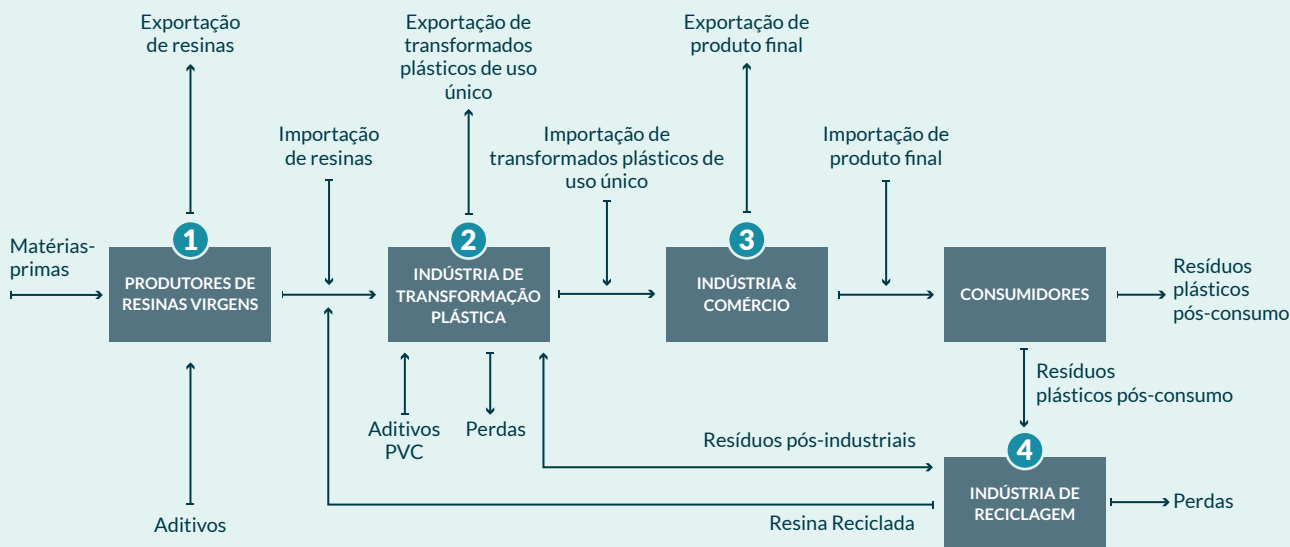 Exportação
de resinas
Exportação de
transformados
plásticos de uso
único
Exportação de
produto final
Importação
de resinas
Importação de
transformados plásticos de
uso único
Importação de
produto final
Matérias-
primas
1
PRODUTORES DE
RESINAS VIRGENS
2
INDÚSTRIA DE
TRANSFORMAÇÃO
PLÁSTICA
3
INDÚSTRIA &
COMÉRCIO
CONSUMIDORES
Resíduos
plásticos
pós-consumo
Resíduos
plásticos pós-consumo
Aditivos
PVC
Perdas
Resíduos pós-industriais
4
INDÚSTRIA DE
RECICLAGEM
Perdas
Aditivos
Resina Reciclada